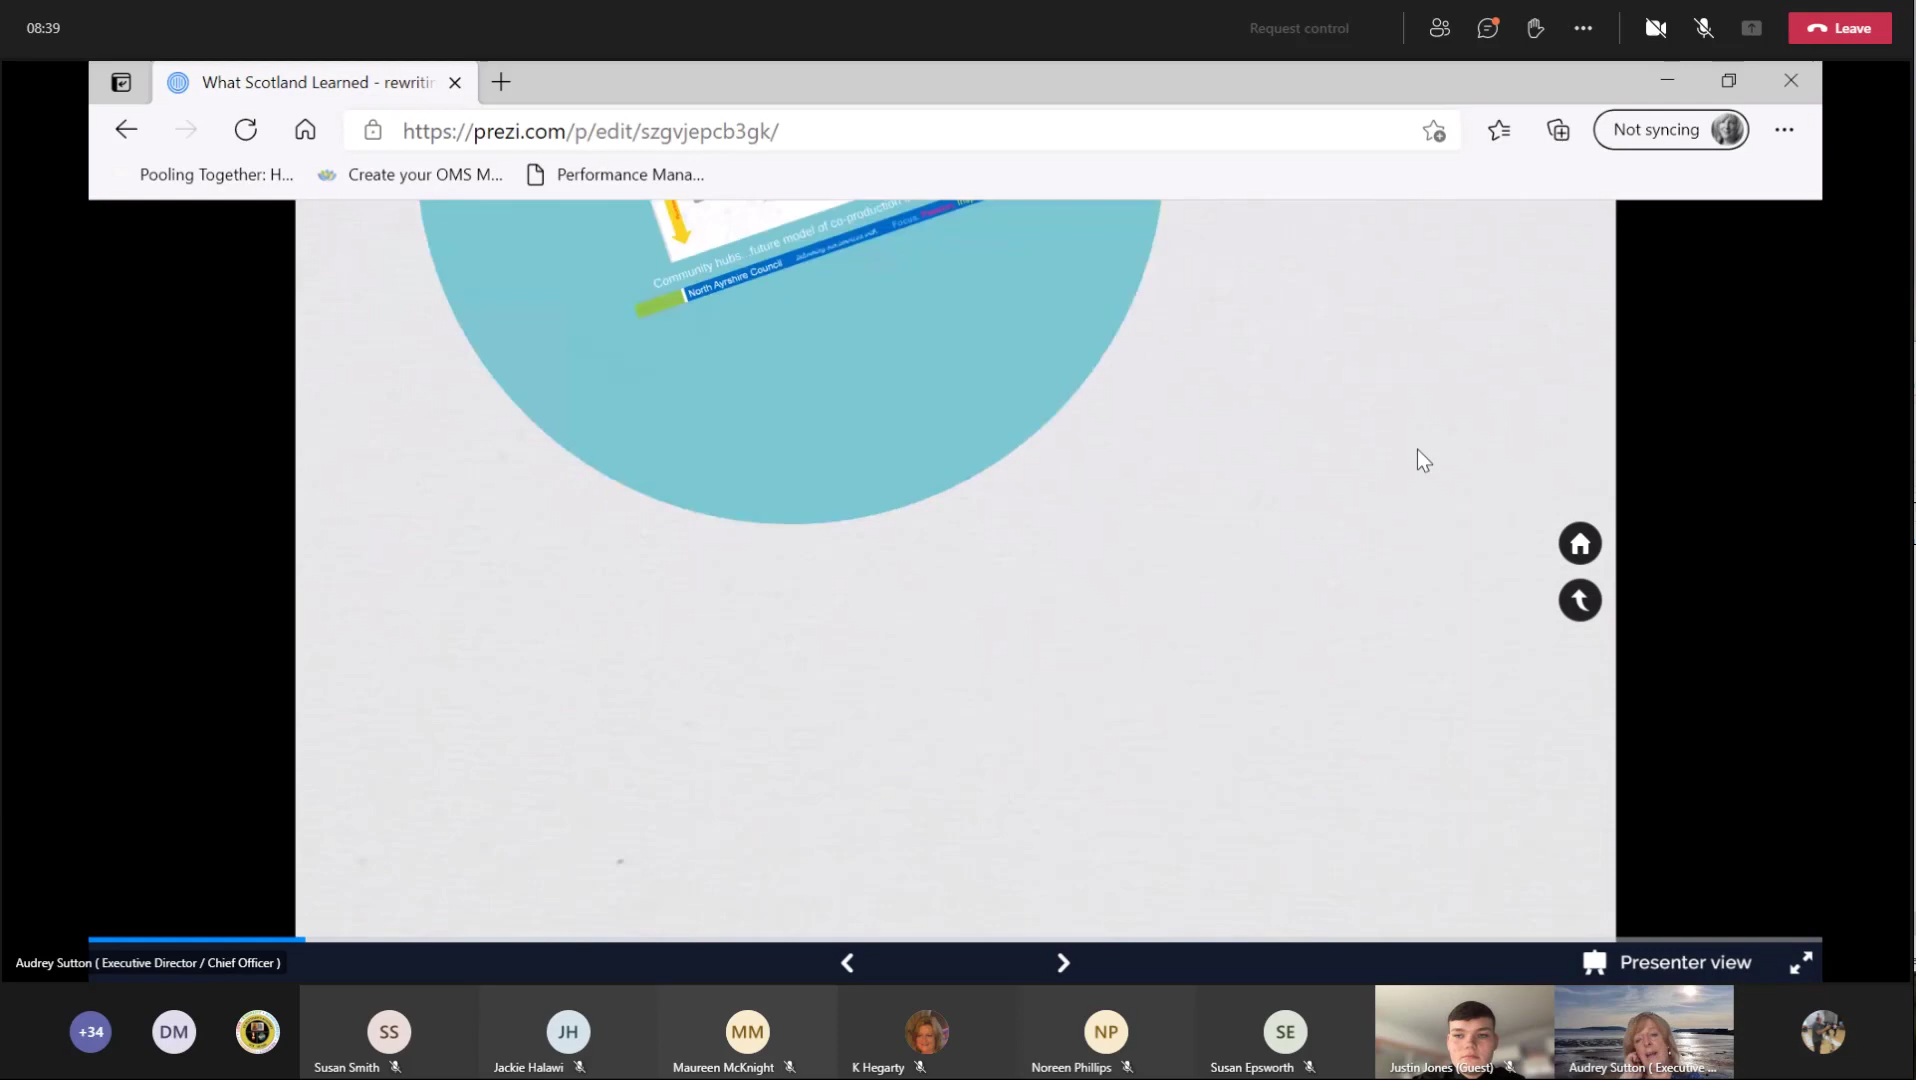 08:39
Request control
Leave
What Scotland Learned - rewritin
https://prezi.com/p/edit/szgvjepcb3gk/
Not syncing
Pooling Together: H...
Create your OMS M...
Performance Mana...
Community hubs...future model of co-production
North Ayrshire Council
Focus Passion
Audrey Sutton ( Executive Director / Chief Officer )
Presenter view
+34
DM
SS
JH
MM
NP
SE
Susan Smith
Jackie Halawi
Maureen McKnight
K Hegarty
Noreen Phillips
Susan Epsworth
Justin Jones (Guest)
Audrey Sutton ( Executive ...